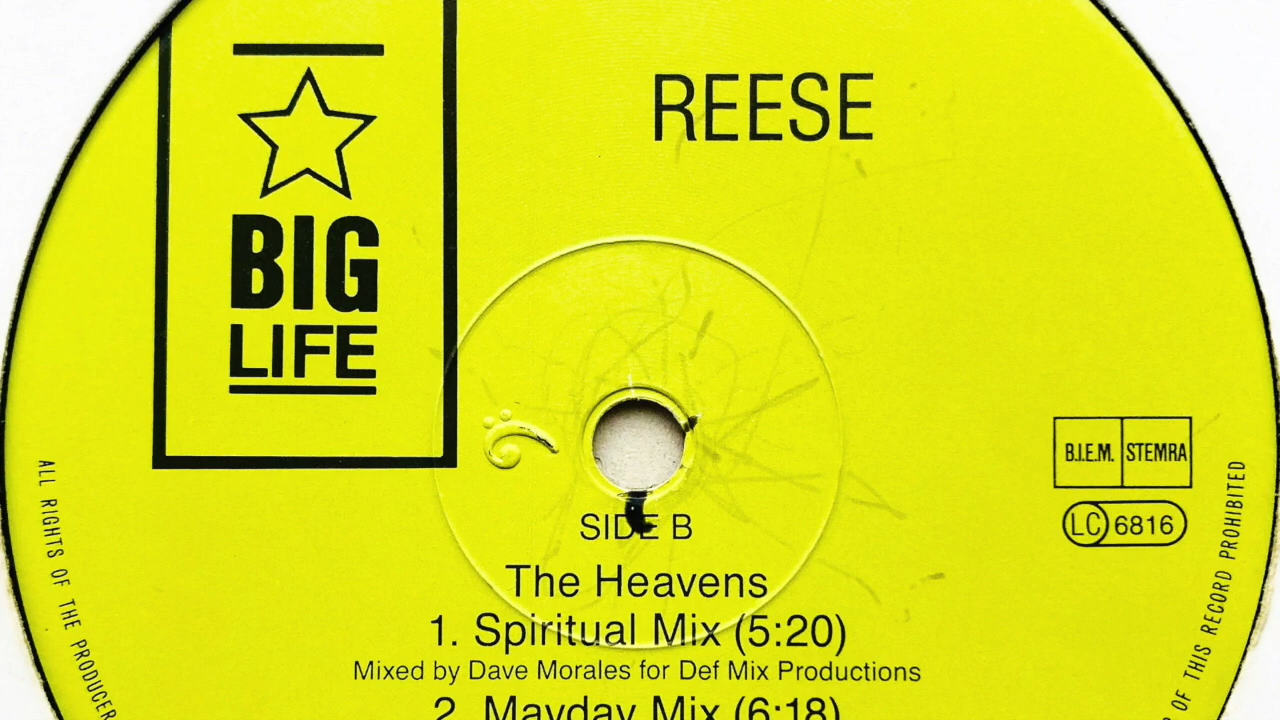 BIG
LIFE
REESE
B.I.E.M. STEMRA
LC 6816
SIDE B
The Heavens
1. Spiritual Mix (5:20)
Mixed by Dave Morales for Def Mix Productions
2. Mayday Mix (6:18)
ALL RIGHTS OF THE PRODUCER
OF THIS RECORD PROHIBITED